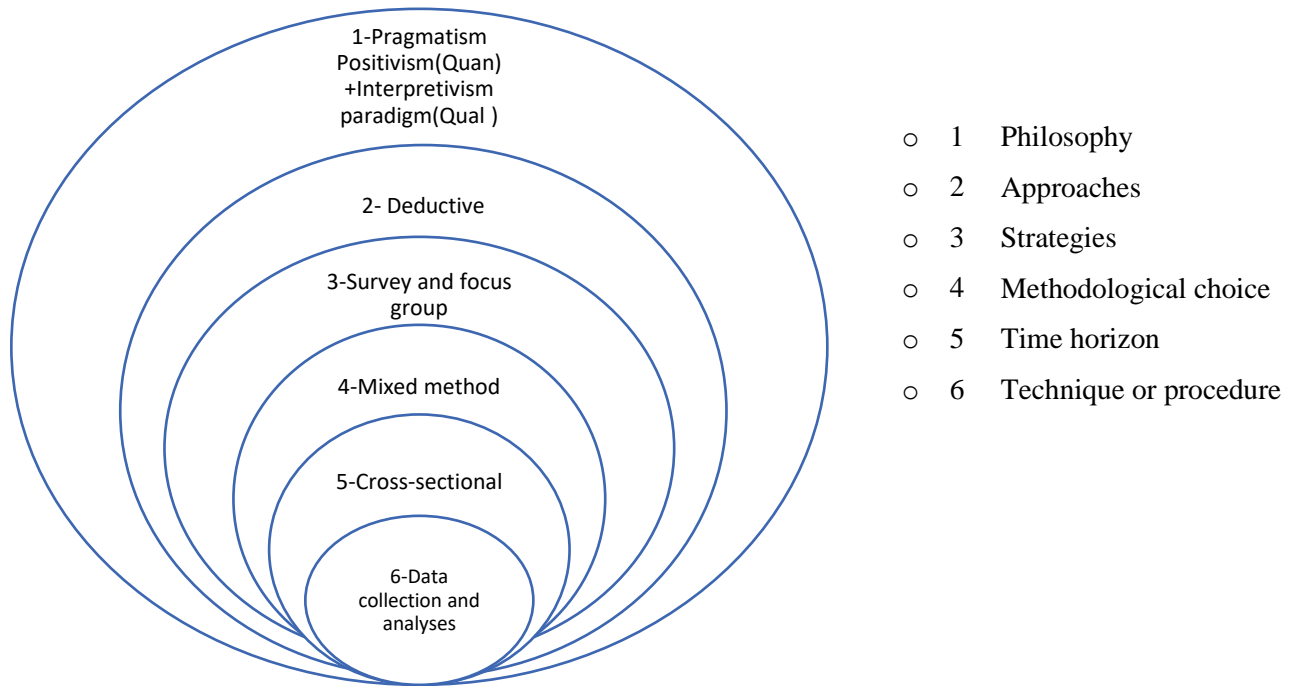 1-Pragmatism
Positivism(Quan)
+Interpretivism
paradigm(Qual )
2- Deductive
3-Survey and focus
group
4-Mixed method
5-Cross-sectional
6-Data
collection and
analyses
o 1 Philosophy
o 2 Approaches
o 3 Strategies
o 4 Methodological choice
o 5 Time horizon
o 6 Technique or procedure